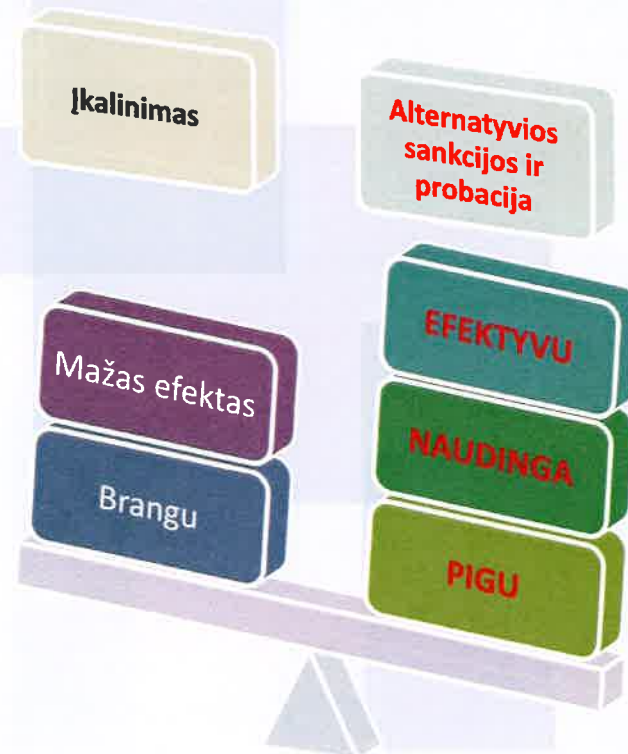 Įkalinimas
Mažas efektas
Brangu
Alternatyvios
sankcijos ir
probacija
EFEKTYVU
NAUDINGA
PIGU